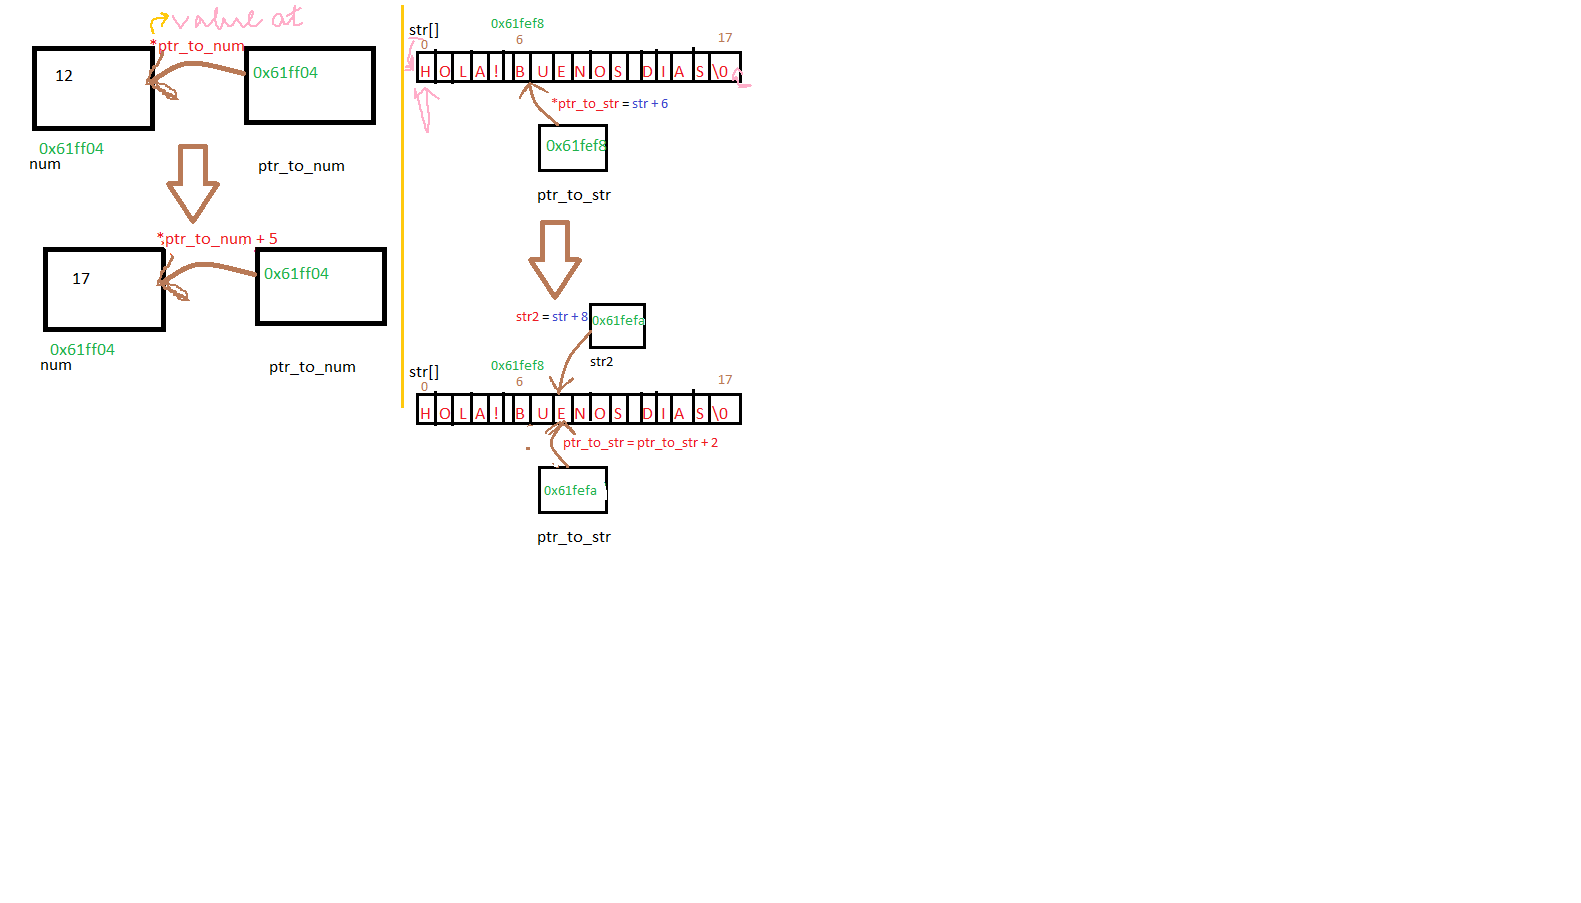 value at
*ptr_to_num
12
0x61ff04
0x61ff04
num
ptr_to_num
*ptr_to_num + 5
17
0x61ff04
0x61ff04
num
ptr_to_num
str[]
0x61fef8
0
6
17
H O L A ! B U E N O S D I A S \0
*ptr_to_str = str + 6
0x61fef8
ptr_to_str
str2 = str + 8
0x61fefa
str2
str[]
0x61fef8
0
6
17
H O L A ! B U E N O S D I A S \0
ptr_to_str = ptr_to_str + 2
0x61fefa
ptr_to_str